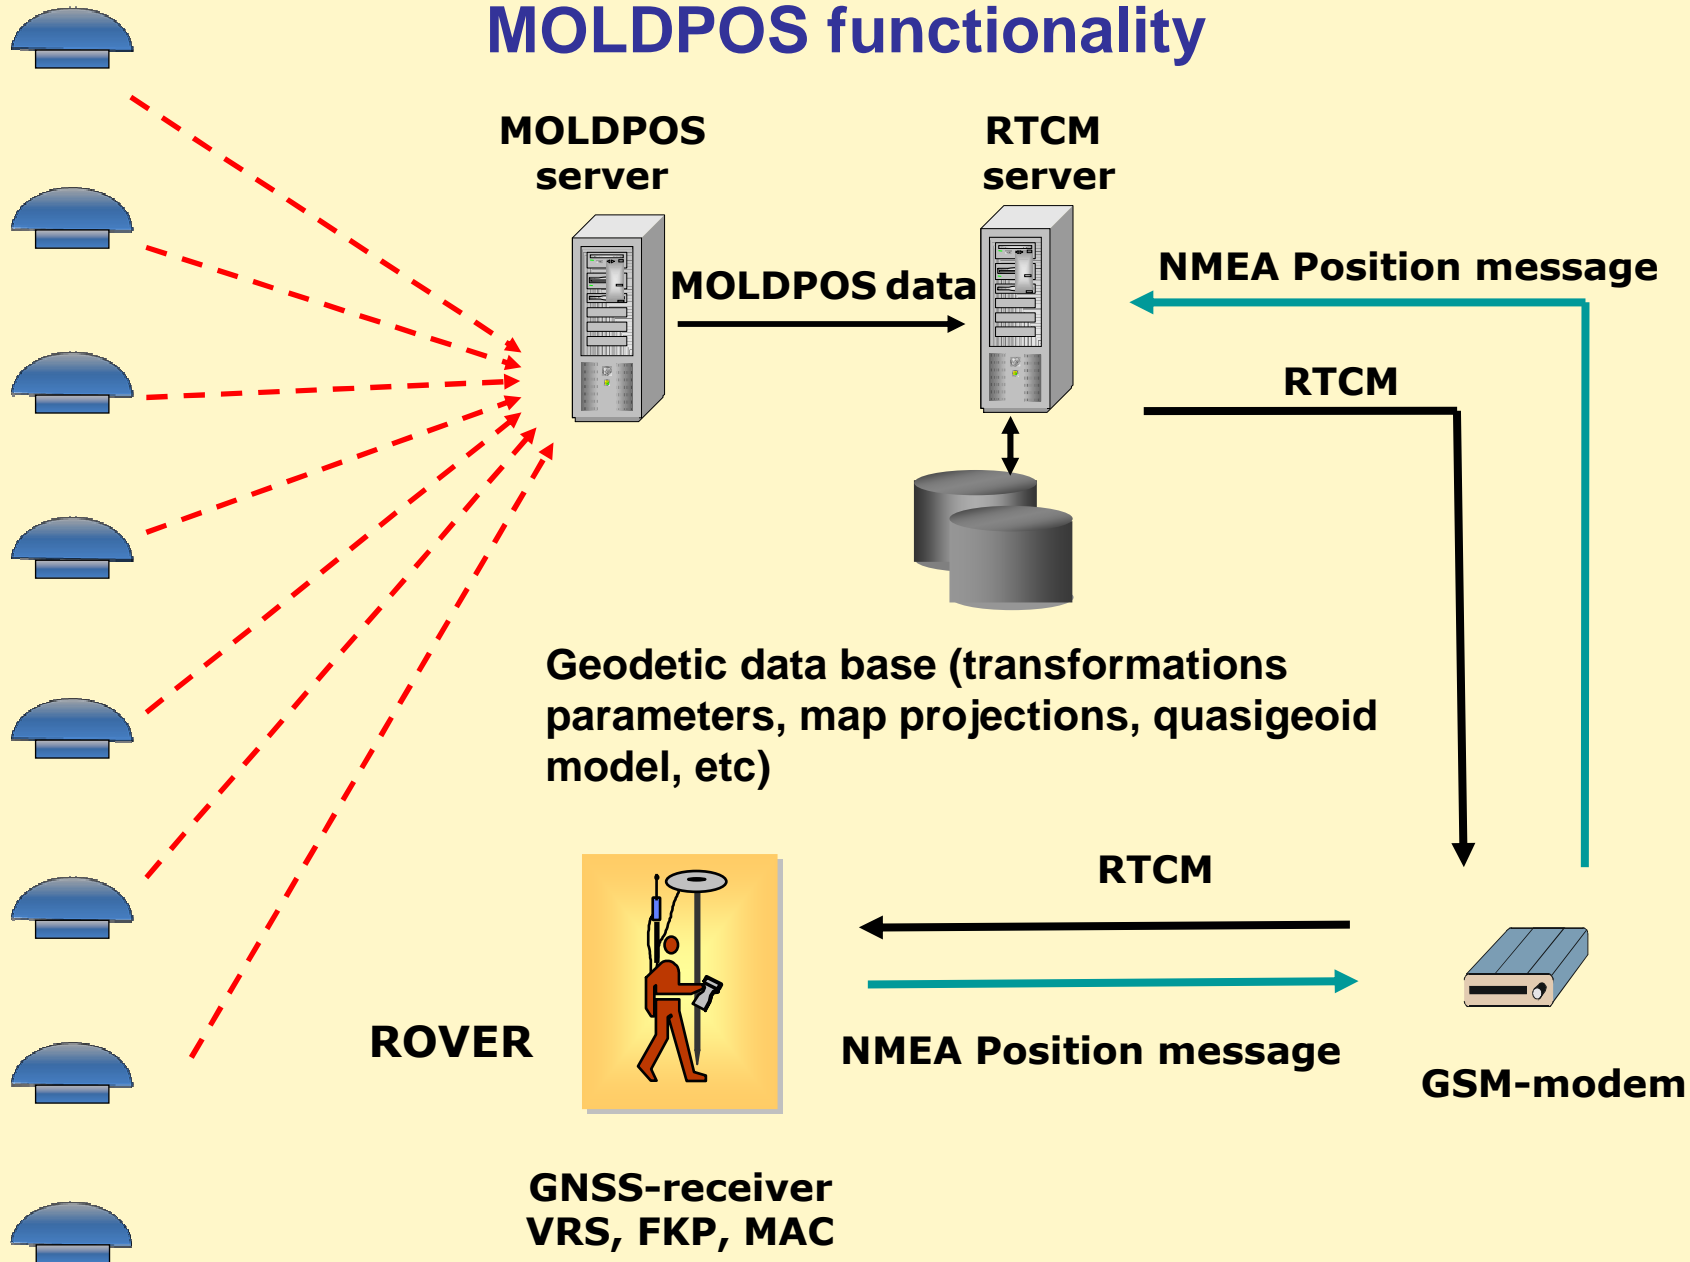 MOLDPOS functionality
MOLDPOS
server
RTCM
server
MOLDPOS data
NMEA Position message
RTCM
Geodetic data base (transformations
parameters, map projections, quasigeoid
model, etc)
RTCM
ROVER
NMEA Position message
GSM-modem
GNSS-receiver
VRS, FKP, MAC